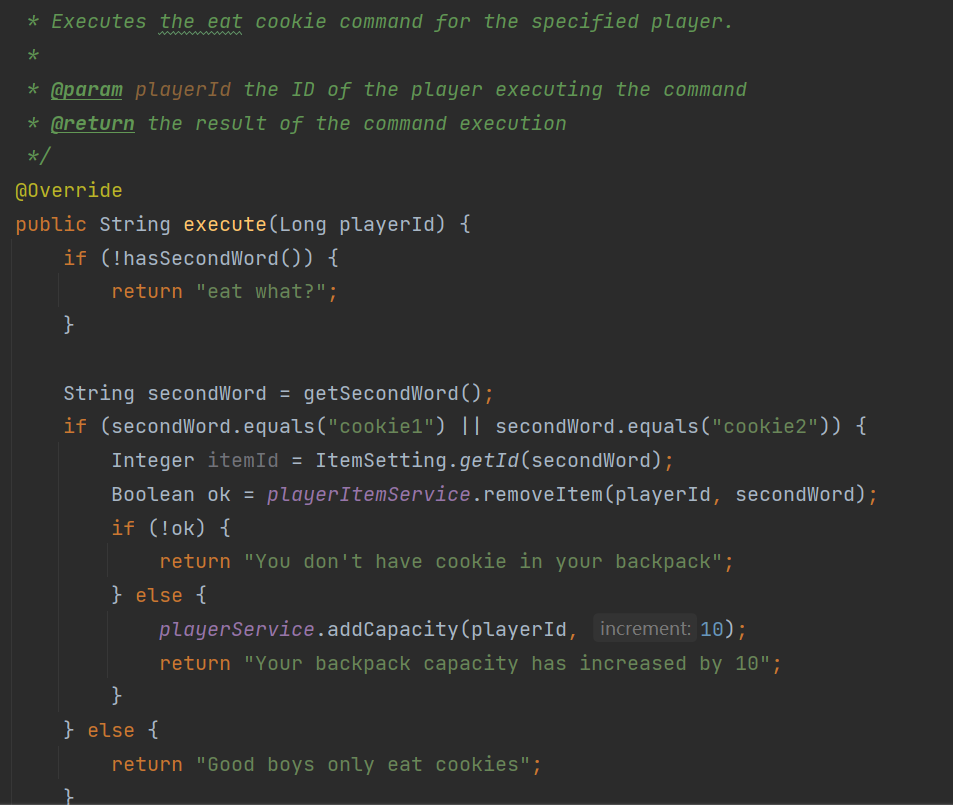 * Executes the eat cookie command for the specified player.
*
* @param playerId the ID of the player executing the command
* @return the result of the command execution
*/
@Override
public String execute(Long playerId) {
if (!hasSecondWord()) {
return "eat what?";
}
String secondWord = getSecondWord();
if (secondWord.equals("cookie1") || secondWord.equals("cookie2")) {
Integer itemId = ItemSetting.getId(secondWord);
Boolean ok = playerItemService.removeItem(playerId, secondWord);
if (!ok) {
return "You don't have cookie in your backpack";
} else {
playerService.addCapacity(playerId, increment: 10);
return "Your backpack capacity has increased by 10";
}
} else {
return "Good boys only eat cookies";
}